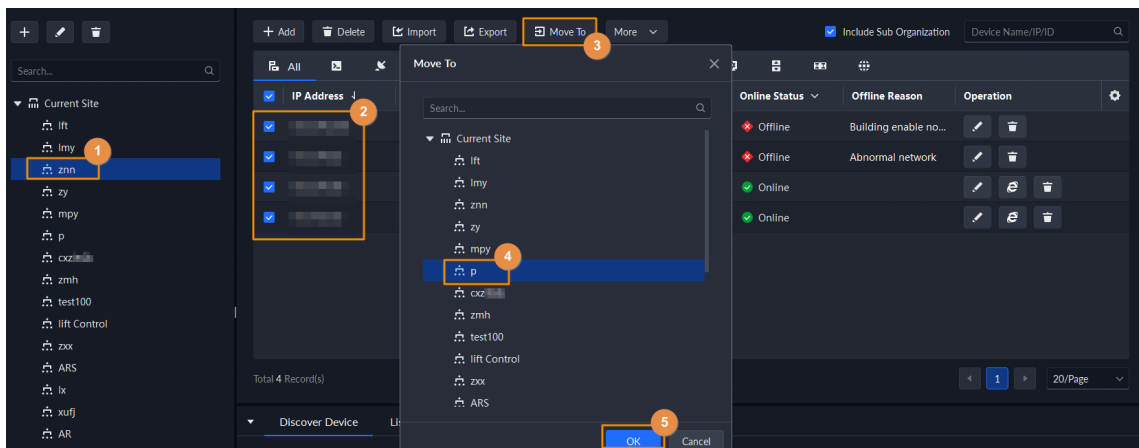 + Add Delete Import Export Move To More Include Sub Organization Device Name/IP/ID
3
Search...
All
Move To
IP Address
2
Search...
Online Status Offline Reason Operation
Current Site
lft
lmy
1
znn
zy
mpy
p
cxz
zmh
test100
lift Control
zxx
ARS
lx
xufj
AR
Current Site
lft
lmy
znn
zy
mpy
4
p
cxz
zmh
test100
lift Control
zxx
ARS
5
OK Cancel
Offline Building enable no...
Offline Abnormal network
Online
Online
Total 4 Record(s)
1 20/Page
Discover Device Li